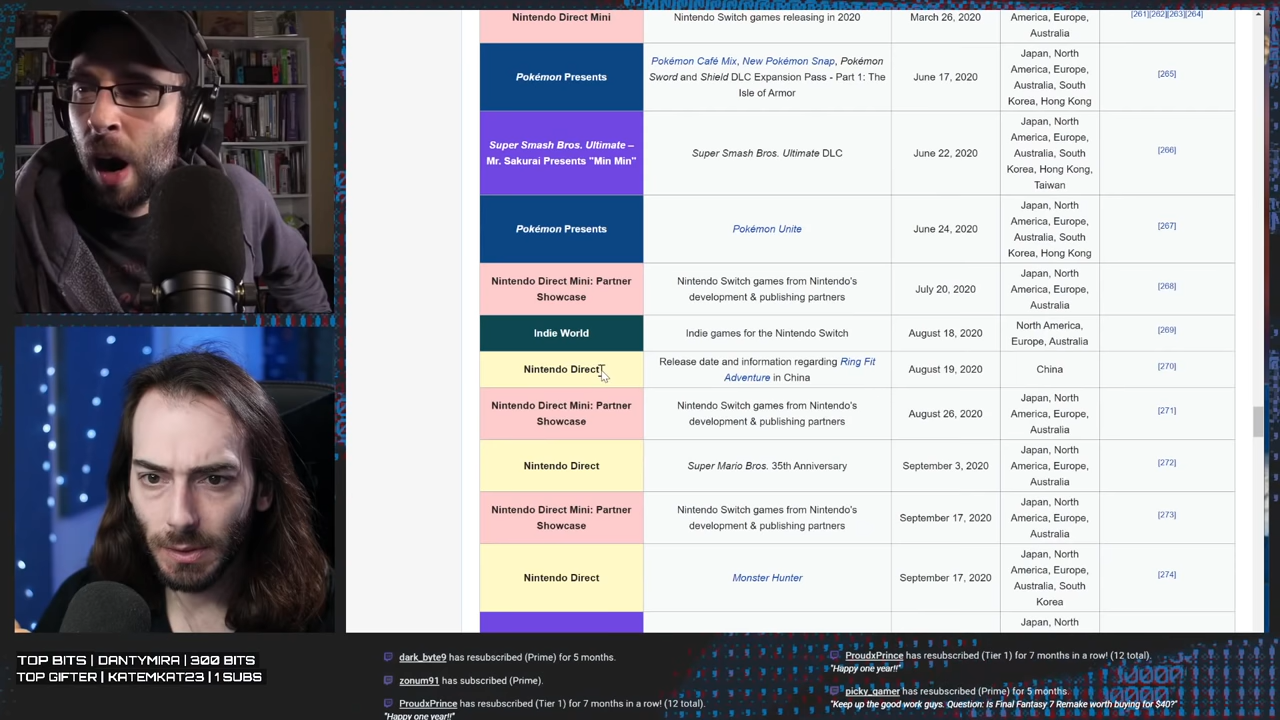 Nintendo Direct Mini
Nintendo Switch games releasing in 2020
March 26, 2020
America, Europe,
Australia
[261][262][263][264]
Pokémon Presents
Pokémon Café Mix, New Pokémon Snap, Pokémon
Sword and Shield DLC Expansion Pass - Part 1: The
Isle of Armor
June 17, 2020
Japan, North
America, Europe,
Australia, South
Korea, Hong Kong
[265]
Super Smash Bros. Ultimate –
Mr. Sakurai Presents "Min Min"
Super Smash Bros. Ultimate DLC
June 22, 2020
Japan, North
America, Europe,
Australia, South
Korea, Hong Kong,
Taiwan
[266]
Pokémon Presents
Pokémon Unite
June 24, 2020
Japan, North
America, Europe,
Australia, South
Korea, Hong Kong
[267]
Nintendo Direct Mini: Partner
Showcase
Nintendo Switch games from Nintendo's
development & publishing partners
July 20, 2020
Japan, North
America, Europe,
Australia
[268]
Indie World
Indie games for the Nintendo Switch
August 18, 2020
North America,
Europe, Australia
[269]
Nintendo Direct
Release date and information regarding Ring Fit
Adventure in China
August 19, 2020
China
[270]
Nintendo Direct Mini: Partner
Showcase
Nintendo Switch games from Nintendo's
development & publishing partners
August 26, 2020
Japan, North
America, Europe,
Australia
[271]
Nintendo Direct
Super Mario Bros. 35th Anniversary
September 3, 2020
Japan, North
America, Europe,
Australia
[272]
Nintendo Direct Mini: Partner
Showcase
Nintendo Switch games from Nintendo's
development & publishing partners
September 17, 2020
Japan, North
America, Europe,
Australia
[273]
Nintendo Direct
Monster Hunter
September 17, 2020
Japan, North
America, Europe,
Australia, South
Korea
[274]
Japan, North
TOP BITS | DANTYMIRA | 300 BITS
TOP GIFTER | KATEMKAT23 | 1 SUBS
dark_byte9 has resubscribed (Prime) for 5 months.
zonum91 has subscribed (Prime).
ProudxPrince has resubscribed (Tier 1) for 7 months in a row! (12 total).
"Happy one year!!"
ProudxPrince has resubscribed (Tier 1) for 7 months in a row! (12 total).
"Happy one year!!"
picky_gamer has resubscribed (Prime) for 5 months.
"Keep up the good work guys. Question: Is Final Fantasy 7 Remake worth buying for $40?"